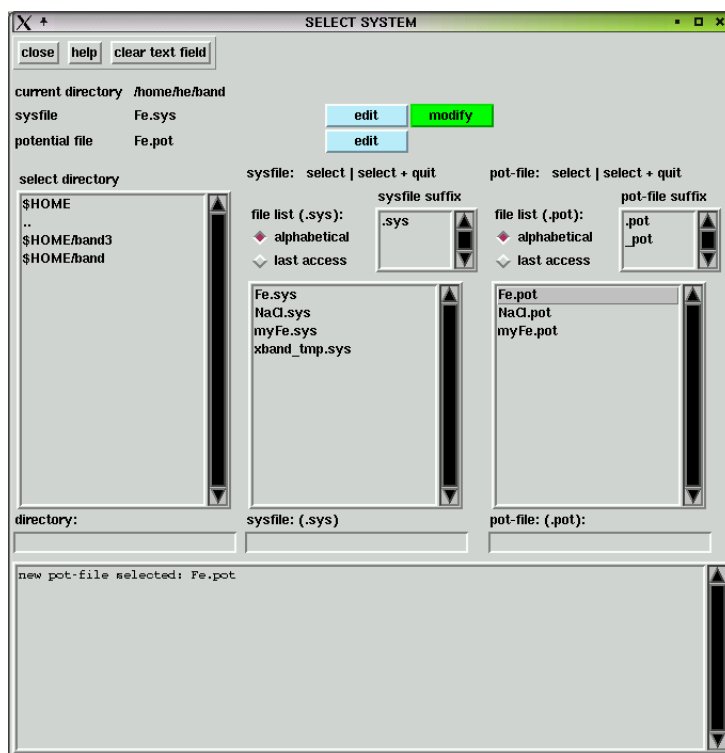 SELECT SYSTEM
close help clear text field
current directory /home/he/band
sysfile Fe.sys edit modify
potential file Fe.pot edit
select directory
$HOME
..
$HOME/band3
$HOME/band
directory:
sysfile: select | select + quit
sysfile suffix
file list (.sys):
.sys
alphabetical
last access
Fe.sys
NaCl.sys
myFe.sys
xband_tmp.sys
sysfile: (.sys)
pot-file: select | select + quit
pot-file suffix
file list (.pot):
.pot
_pot
alphabetical
last access
Fe.pot
NaCl.pot
myFe.pot
pot-file: (.pot):
new pot-file selected: Fe.pot